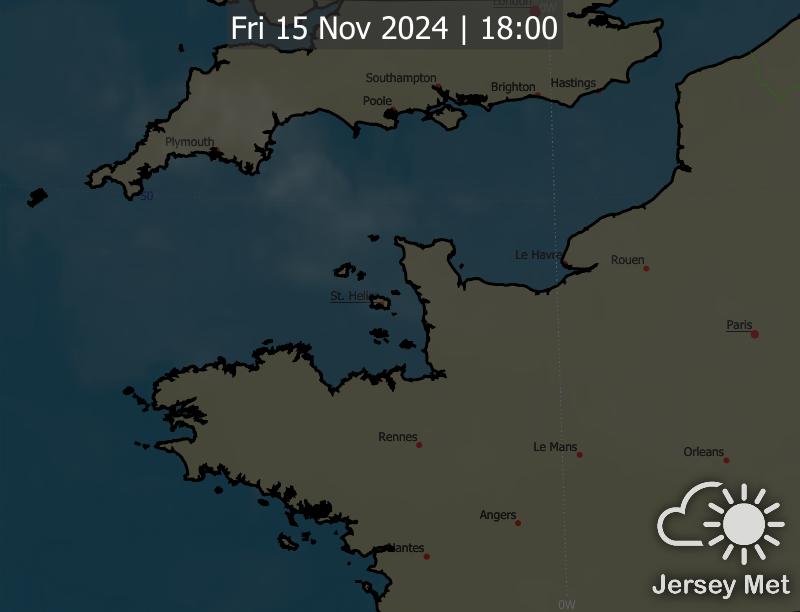 London
0W
Fri 15 Nov 2024 | 18:00
Southampton
Brighton
Hastings
Poole
Plymouth
50
Le Havre
Rouen
St. Helier
Paris
Rennes
Le Mans
Orleans
Angers
Nantes
Jersey Met
0W